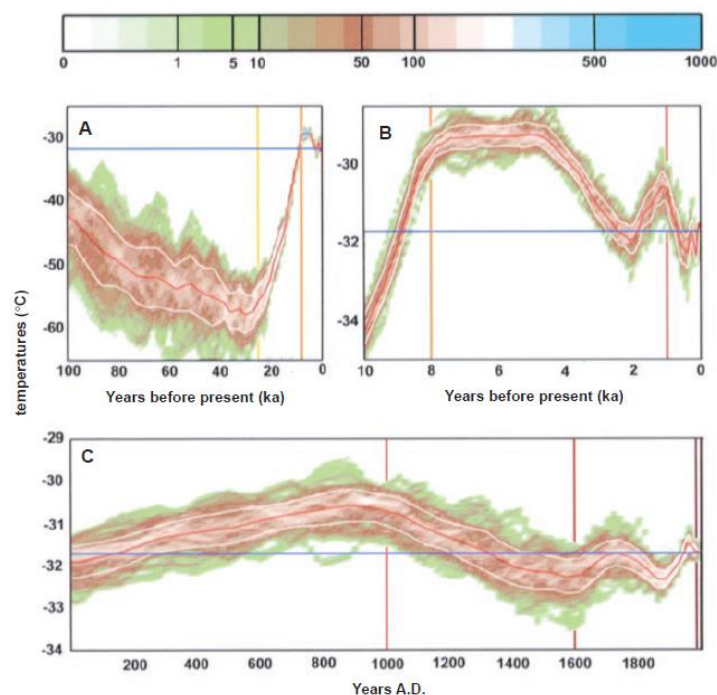 0 1 5 10 50 100 500 1000
A
B
-30
-40
-50
-60
100 80 60 40 20 0
Years before present (ka)
-30
-32
-34
10 8 6 4 2 0
Years before present (ka)
temperatures (°C)
C
-29
-30
-31
-32
-33
-34
200 400 600 800 1000 1200 1400 1600 1800
Years A.D.